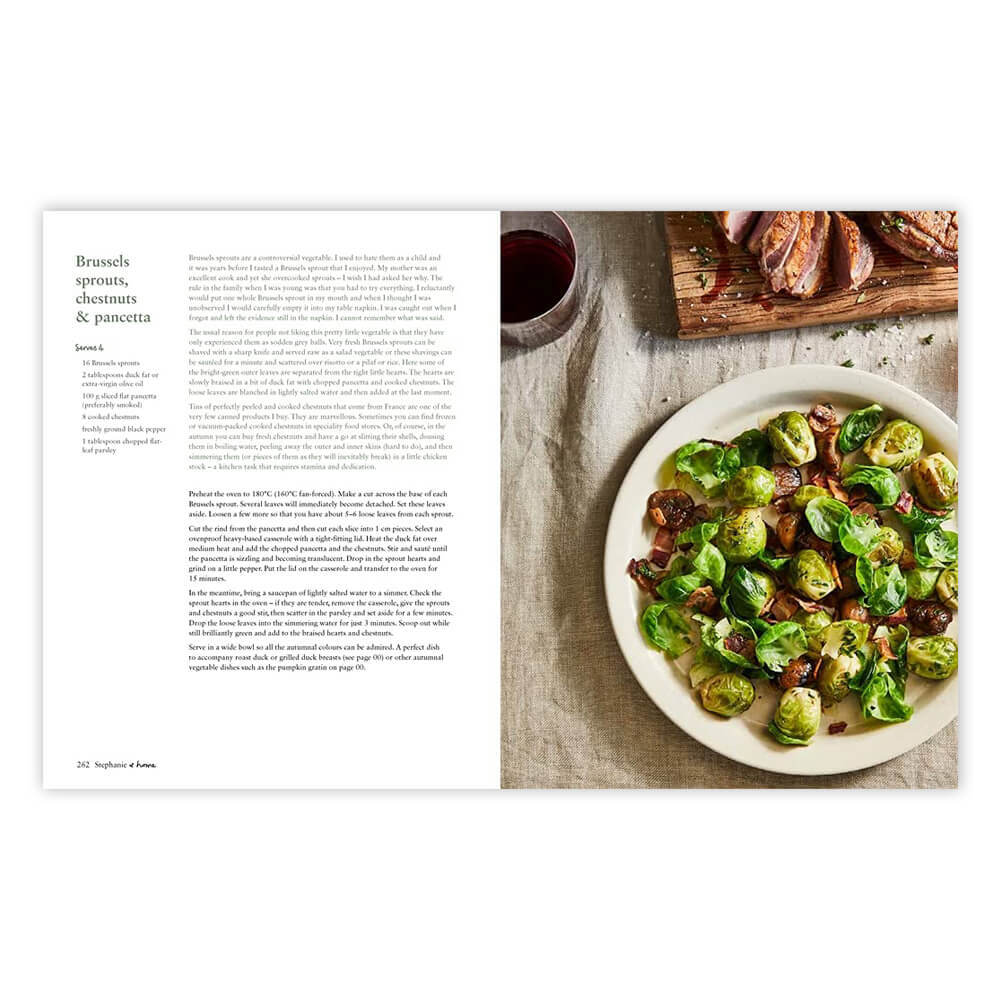 Brussels
sprouts,
chestnuts
& pancetta
Serves 4
16 Brussels sprouts
2 tablespoons duck fat or
extra-virgin olive oil
100 g sliced flat pancetta
(preferably smoked)
8 cooked chestnuts
freshly ground black pepper
1 tablespoon chopped flat-
leaf parsley
Brussels sprouts are a controversial vegetable. I used to hate them as a child and
it was years before I tasted a Brussels sprout that I enjoyed. My mother was an
excellent cook and yet she overcooked sprouts – I wish I had asked her why. The
rule in the family when I was young was that you had to try everything. I reluctantly
would put one whole Brussels sprout in my mouth and when I thought I was
unobserved I would carefully empty it into my table napkin. I was caught out when I
forgot and left the evidence still in the napkin. I cannot remember what was said.
The usual reason for people not liking this pretty little vegetable is that they have
only experienced them as sodden grey balls. Very fresh Brussels sprouts can be
shaved with a sharp knife and served raw as a salad vegetable or these shavings can
be sautéed for a minute and scattered over risotto or a pilaf or rice. Here some of
the bright-green outer leaves are separated from the tight little hearts. The hearts are
slowly braised in a bit of duck fat with chopped pancetta and cooked chestnuts. The
loose leaves are blanched in lightly salted water and then added at the last moment.
Tins of perfectly peeled and cooked chestnuts that come from France are one of the
very few canned products I buy. They are marvellous. Sometimes you can find frozen
or vacuum-packed cooked chestnuts in speciality food stores. Or, of course, in the
autumn you can buy fresh chestnuts and have a go at slitting their shells, dousing
them in boiling water, peeling away the outer and inner skins (hard to do), and then
simmering them (or pieces of them as they will inevitably break) in a little chicken
stock – a kitchen task that requires stamina and dedication.
Preheat the oven to 180°C (160°C fan-forced). Make a cut across the base of each
Brussels sprout. Several leaves will immediately become detached. Set these leaves
aside. Loosen a few more so that you have about 5–6 loose leaves from each sprout.
Cut the rind from the pancetta and then cut each slice into 1 cm pieces. Select an
ovenproof heavy-based casserole with a tight-fitting lid. Heat the duck fat over
medium heat and add the chopped pancetta and the chestnuts. Stir and sauté until
the pancetta is sizzling and becoming translucent. Drop in the sprout hearts and
grind on a little pepper. Put the lid on the casserole and transfer to the oven for
15 minutes.
In the meantime, bring a saucepan of lightly salted water to a simmer. Check the
sprout hearts in the oven – if they are tender, remove the casserole, give the sprouts
and chestnuts a good stir, then scatter in the parsley and set aside for a few minutes.
Drop the loose leaves into the simmering water for just 3 minutes. Scoop out while
still brilliantly green and add to the braised hearts and chestnuts.
Serve in a wide bowl so all the autumnal colours can be admired. A perfect dish
to accompany roast duck or grilled duck breasts (see page 00) or other autumnal
vegetable dishes such as the pumpkin gratin on page 00.
262 Stephanie at home